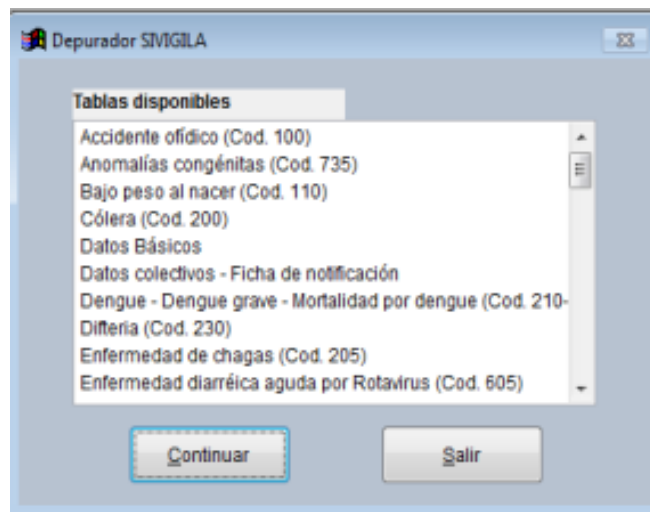 Depurador SIVIGILA
Tablas disponibles
Accidente ofídico (Cod. 100)
Anomalías congénitas (Cod. 735)
Bajo peso al nacer (Cod. 110)
Cólera (Cod. 200)
Datos Básicos
Datos colectivos - Ficha de notificación
Dengue - Dengue grave - Mortalidad por dengue (Cod. 210-
Difteria (Cod. 230)
Enfermedad de chagas (Cod. 205)
Enfermedad diarréica aguda por Rotavirus (Cod. 605)
Continuar
Salir